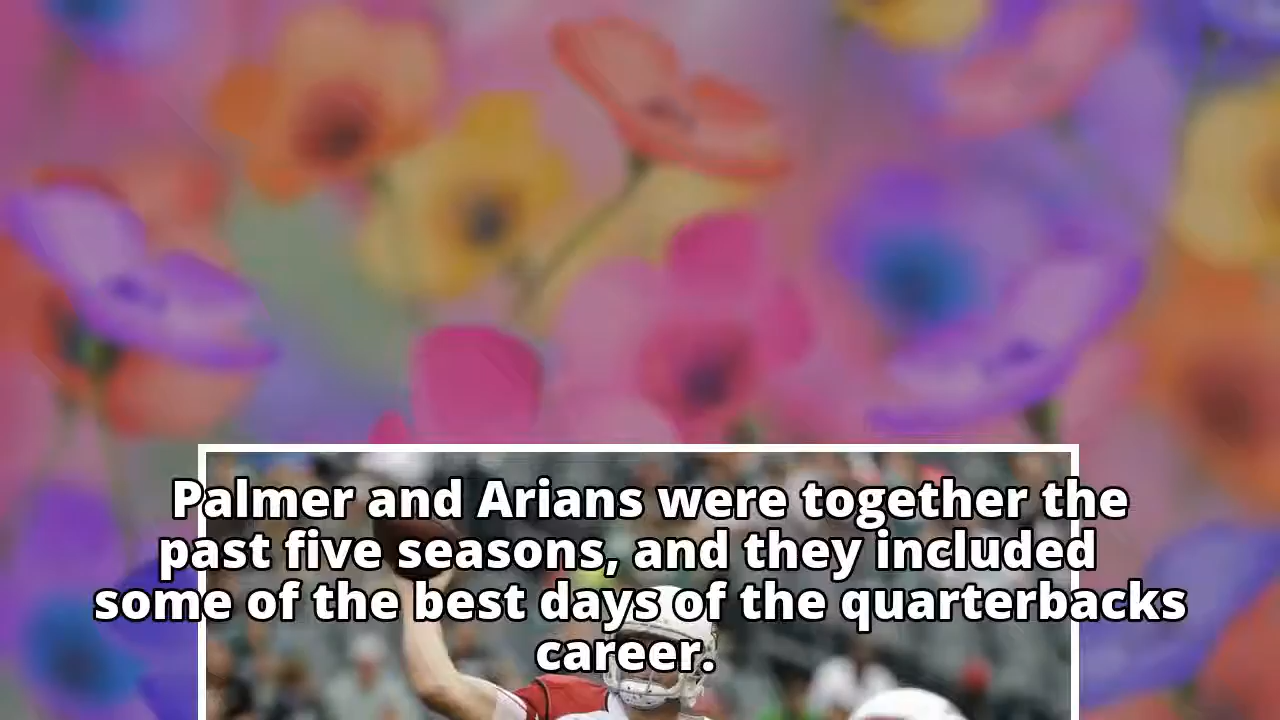 Palmer and Arians were together the
past five seasons, and they included
some of the best days of the quarterbacks
career.